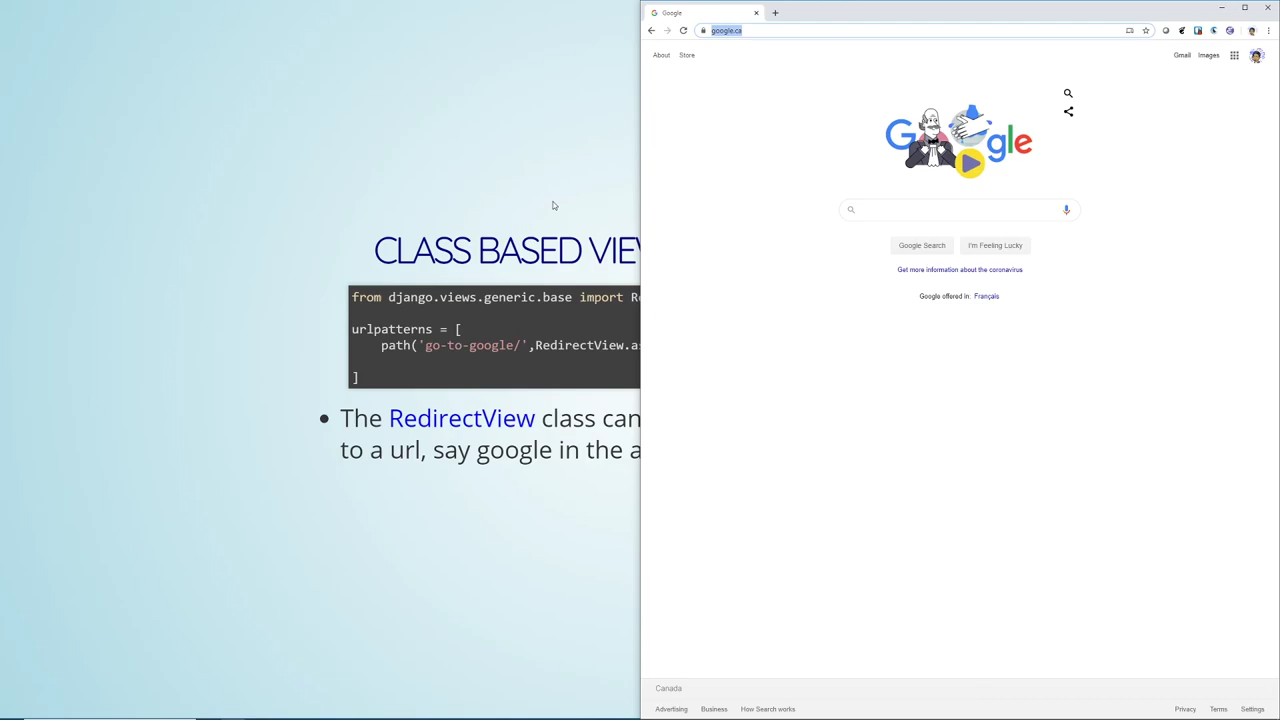 CLASS BASED VIE
from django.views.generic.base import R
urlpatterns = [
path('go-to-google/',RedirectView.a
]
The RedirectView class can
to a url, say google in the a
Google
google.ca
About Store
Gmail Images
Google
Google Search I'm Feeling Lucky
Get more information about the coronavirus
Google offered in: Français
Canada
Advertising Business How Search works
Privacy Terms Settings